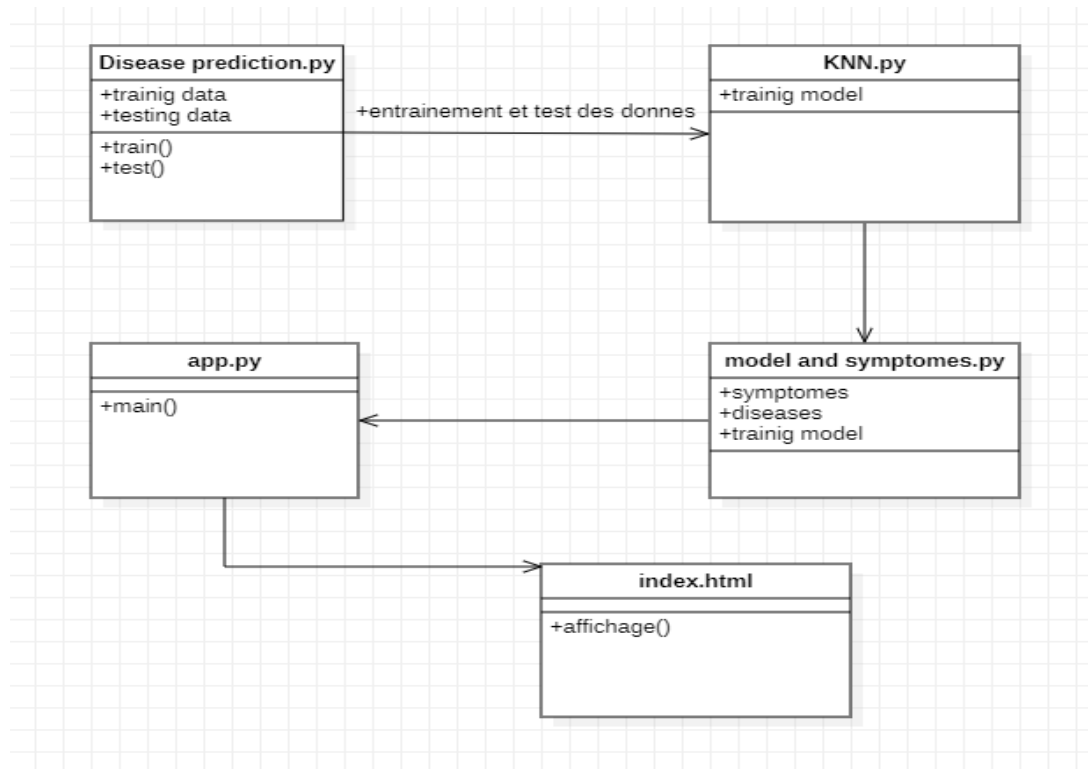 Disease prediction.py
+trainig data
+testing data
+train()
+test()
+entrainement et test des donnes
KNN.py
+trainig model
app.py
+main()
model and symptomes.py
+symptomes
+diseases
+trainig model
index.html
+affichage()